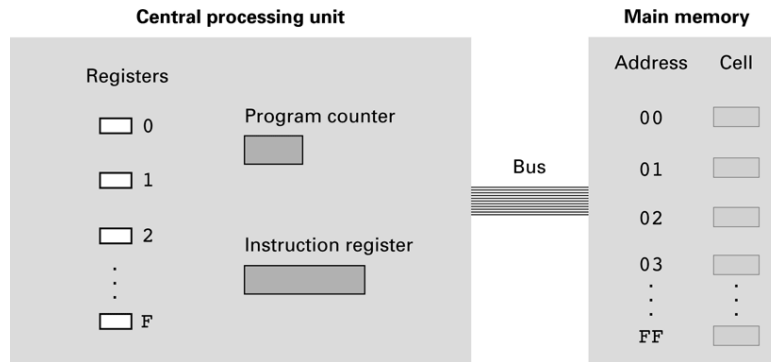 Central processing unit
Main memory
Registers
Address Cell
Program counter
00
0
Bus
01
1
02
2
Instruction register
03
F
FF